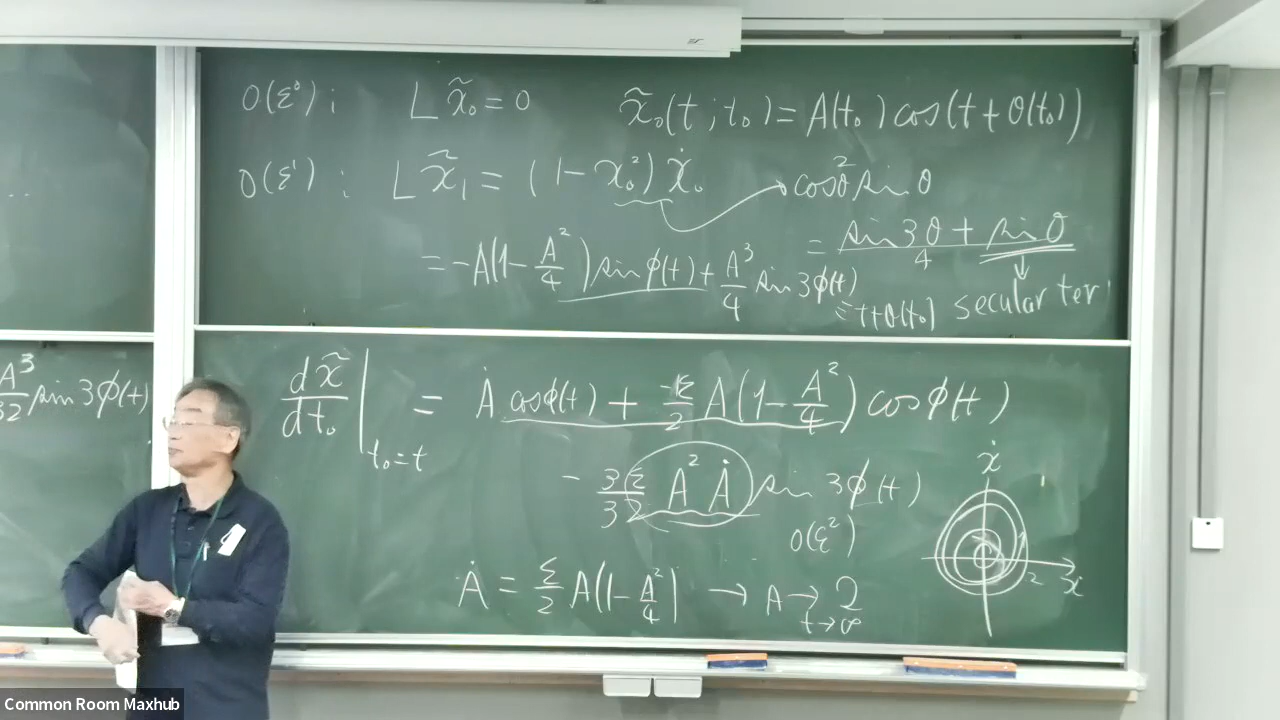 O(ε⁰) ; L x̃₀ = 0 x̃₀(t ; t₀) = A(t₀) cos(t + θ(t₀))
O(ε¹) ; L x̃₁ = (1 - x₀²) ẋ₀ → cos²θ sin θ
= (sin 3θ + sin θ)/4
= -A(1 - A²/4) sin φ(t) + A³/4 sin 3φ(t)
= t + θ(t₀) secular ter
A³/32 sin 3φ(t)
dx̃/dt₀ |_{t₀=t} = Ȧ cos φ(t) + -ε/2 A(1 - A²/4) cos φ(t)
- 3ε/32 A² Ȧ sin 3φ(t)
O(ε²)
Ȧ = ε/2 A(1 - A²/4) → A → 2
t → ∞
ẋ
2 x
Common Room Maxhub